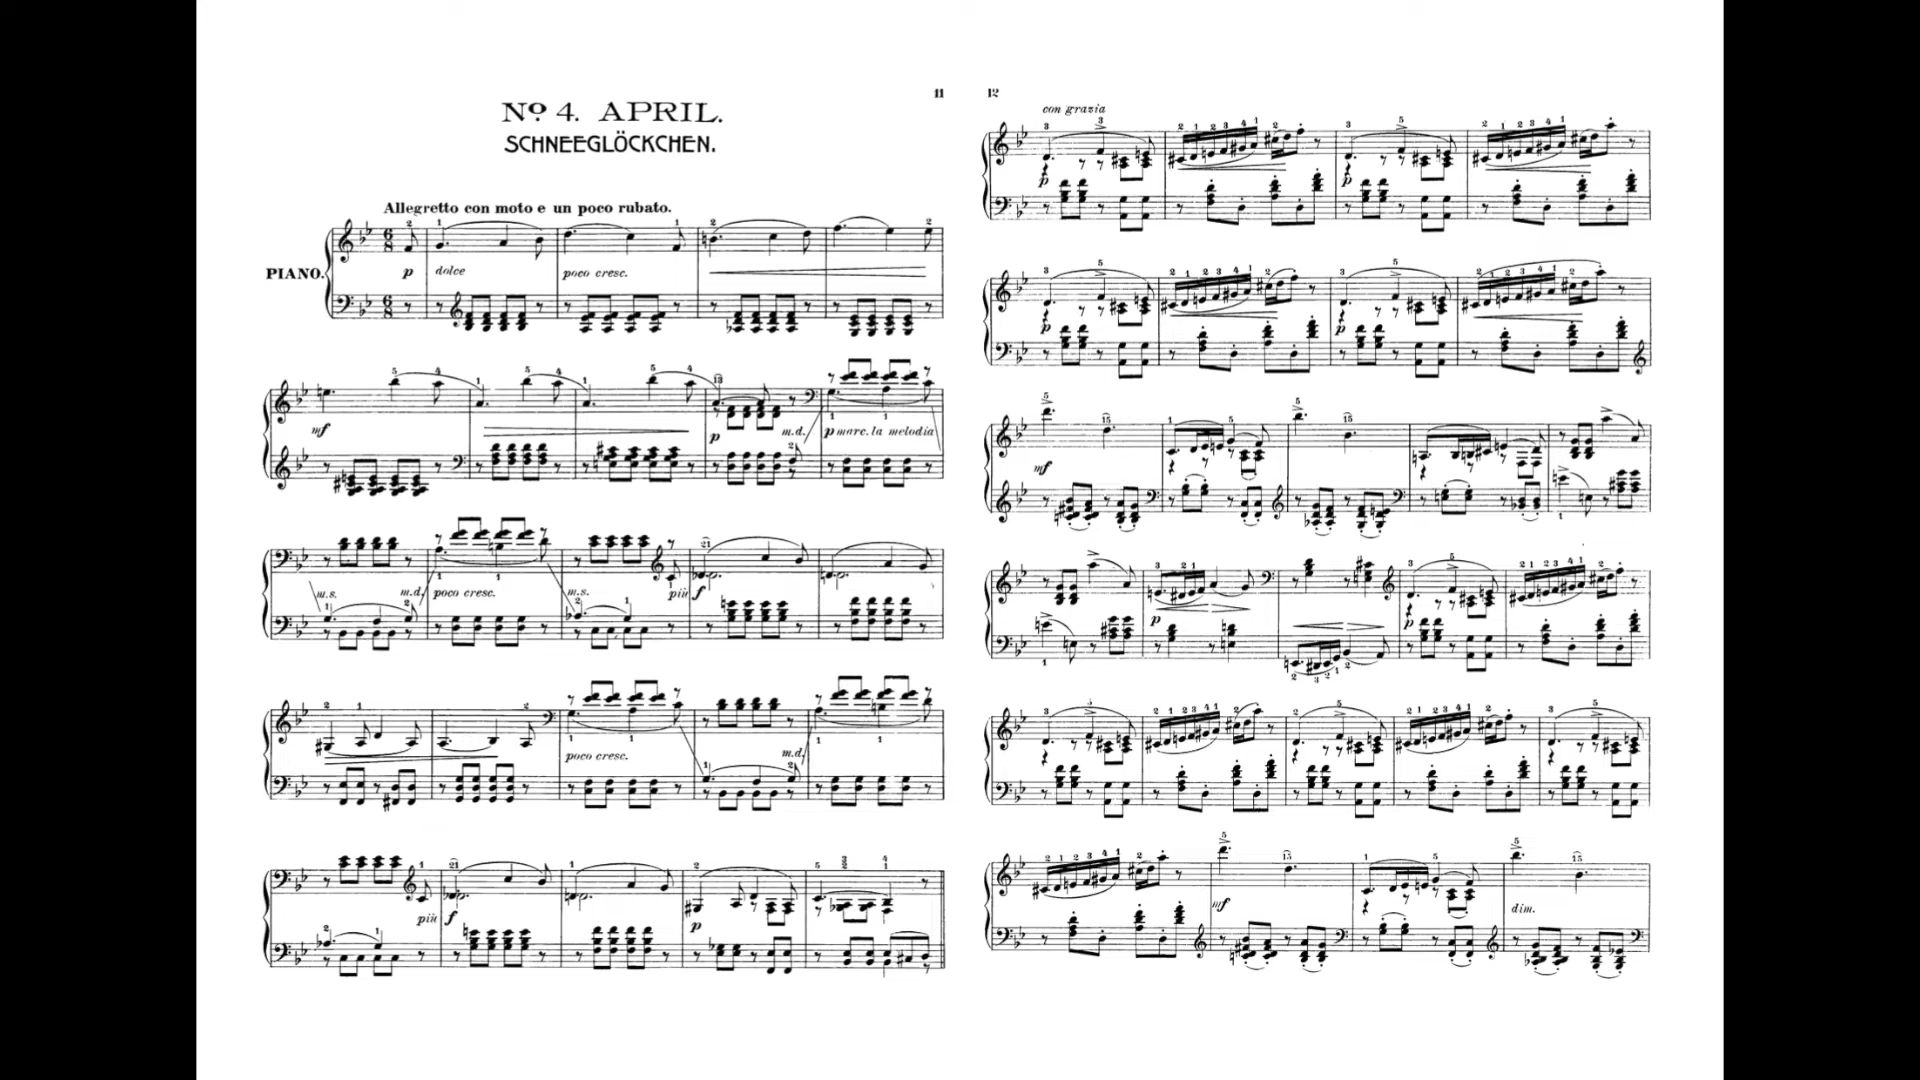 11
Nº 4. APRIL.
SCHNEEGLÖCKCHEN.
Allegretto con moto e un poco rubato.
PIANO.
p dolce poco cresc.
mf p m.d. p marc. la melodia
m.s. m.d. poco cresc. m.s. più f
poco cresc. m.d.
più f p
12
con grazia
p p
p p
mf
p p
mf dim.